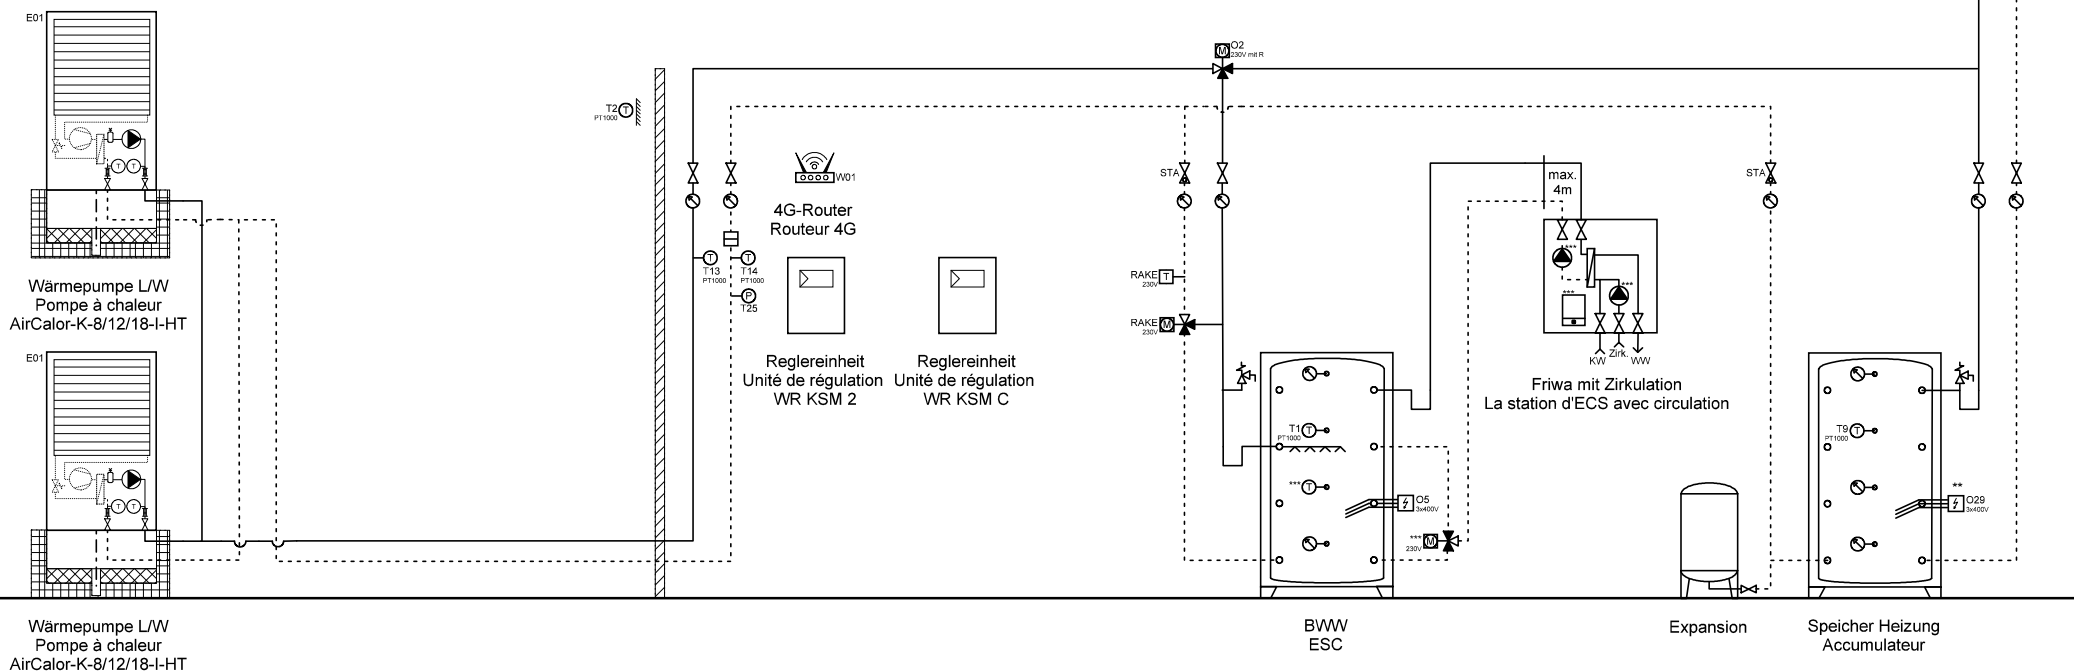 E01
Wärmepumpe L/W
Pompe à chaleur
AirCalor-K-8/12/18-I-HT
E01
Wärmepumpe L/W
Pompe à chaleur
AirCalor-K-8/12/18-I-HT
T2
T
PT1000
W01
4G-Router
Routeur 4G
T
T13
PT1000
T
T14
PT1000
P
T25
Reglereinheit
Unité de régulation
WR KSM 2
Reglereinheit
Unité de régulation
WR KSM C
M
O2
230V mit R
STA
RAKE
T
230V
RAKE
M
230V
T1
T
PT1000
***
T
O5
3x400V
***
M
230V
BWW
ESC
max.
4m
***
***
***
KW
Zirk.
WW
Friwa mit Zirkulation
La station d'ECS avec circulation
STA
Expansion
T9
T
PT1000
**
O29
3x400V
Speicher Heizung
Accumulateur
T
T
T
T